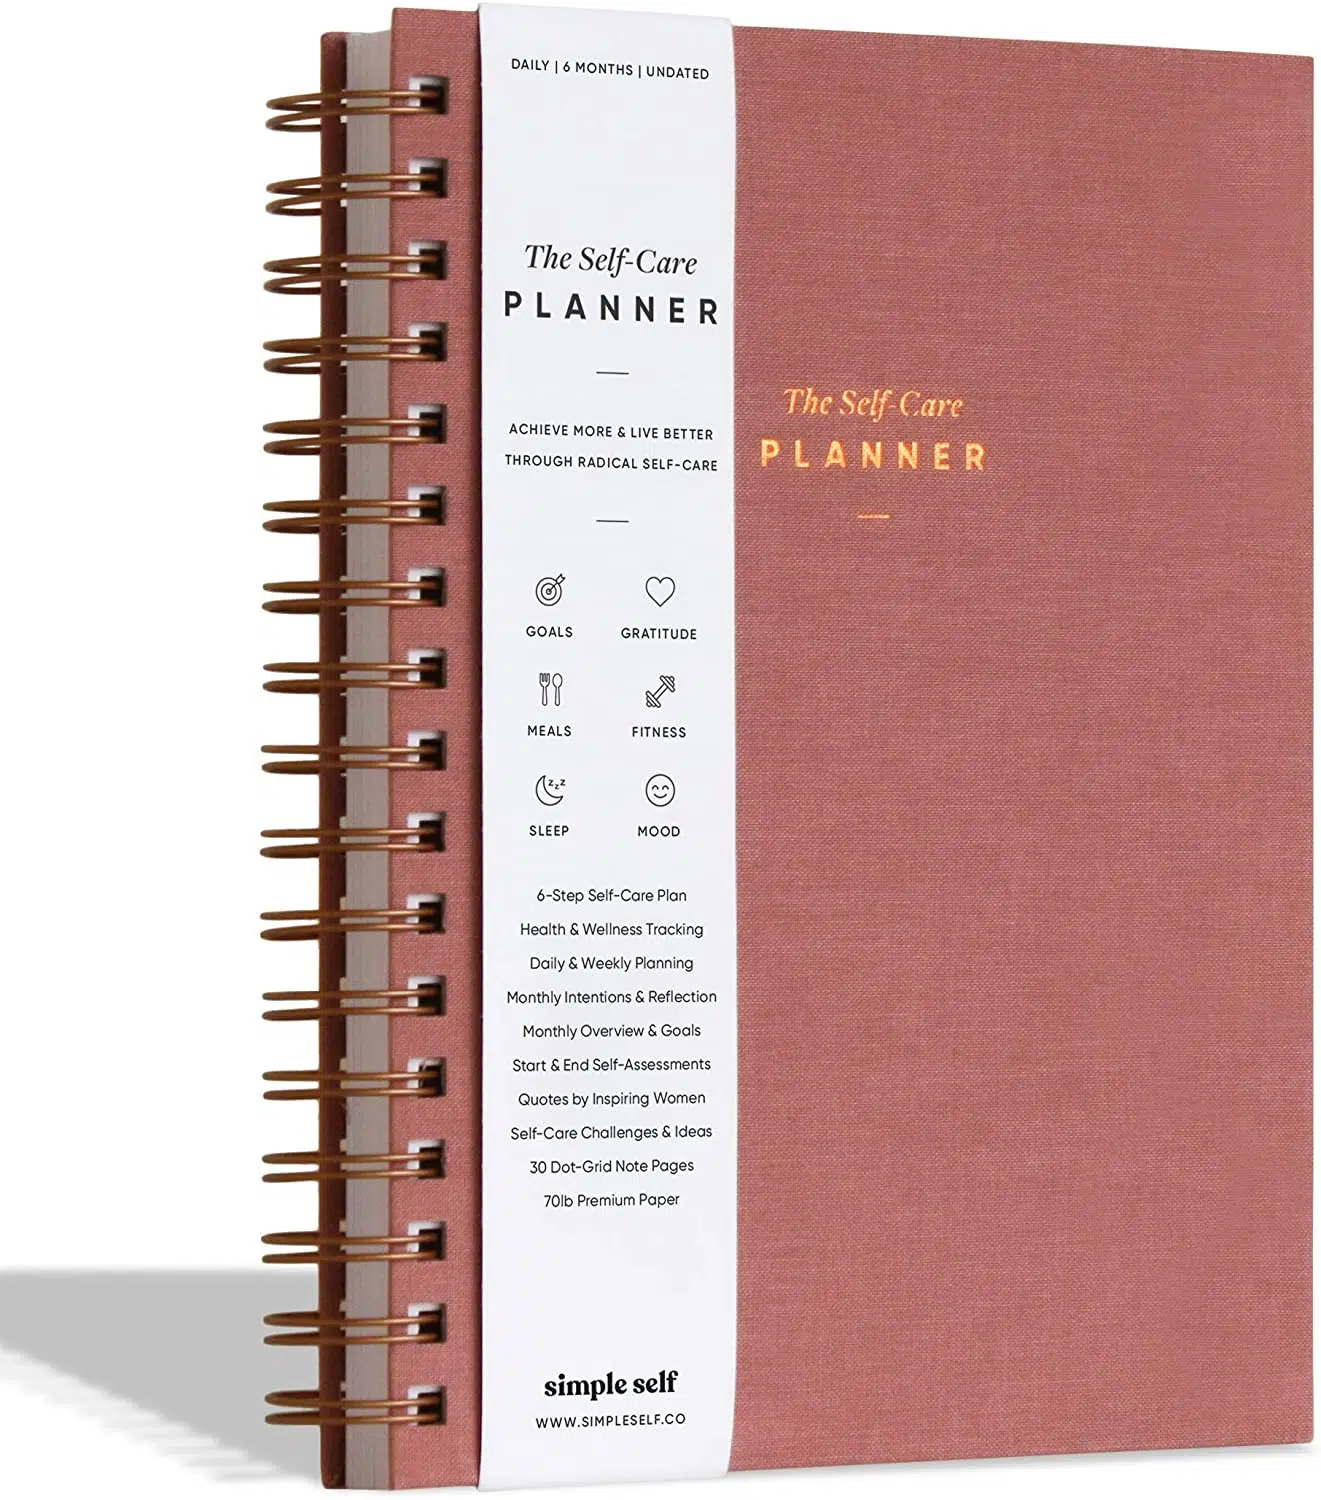 DAILY | 6 MONTHS | UNDATED
The Self-Care
PLANNER
ACHIEVE MORE & LIVE BETTER
THROUGH RADICAL SELF-CARE
GOALS
GRATITUDE
MEALS
FITNESS
zzz
SLEEP
MOOD
6-Step Self-Care Plan
Health & Wellness Tracking
Daily & Weekly Planning
Monthly Intentions & Reflection
Monthly Overview & Goals
Start & End Self-Assessments
Quotes by Inspiring Women
Self-Care Challenges & Ideas
30 Dot-Grid Note Pages
70lb Premium Paper
simple self
WWW.SIMPLESELF.CO
The Self-Care
PLANNER